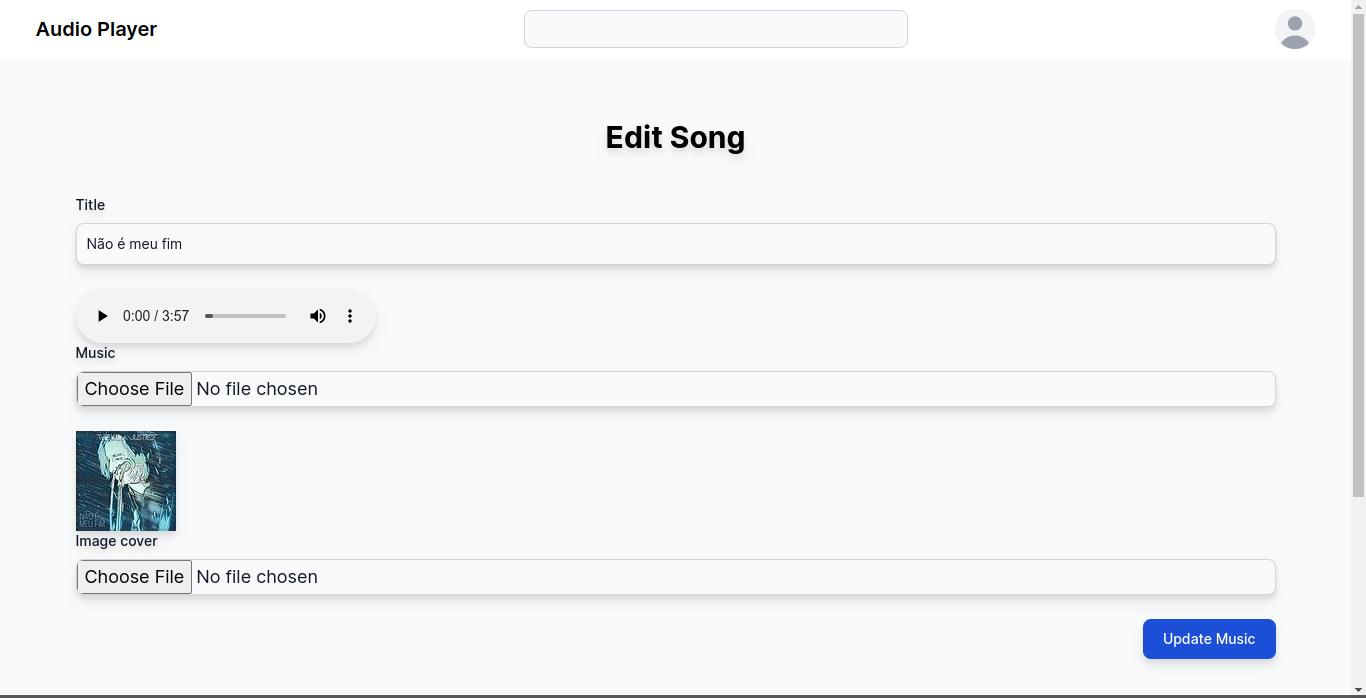 Audio Player
Edit Song
Title
Não é meu fim
0:00 / 3:57
Music
Choose File No file chosen
JUSTICE
NÃO É
MEU FIM
Image cover
Choose File No file chosen
Update Music